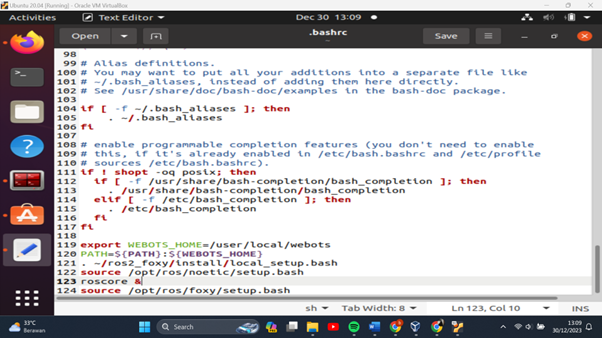 Ubuntu 20.04 [Running] - Oracle VM VirtualBox
Activities Text Editor Dec 30 13:09
Open .bashrc Save
98
99 # Alias definitions.
100 # You may want to put all your additions into a separate file like
101 # ~/.bash_aliases, instead of adding them here directly.
102 # See /usr/share/doc/bash-doc/examples in the bash-doc package.
103
104 if [ -f ~/.bash_aliases ]; then
105 . ~/.bash_aliases
106 fi
107
108 # enable programmable completion features (you don't need to enable
109 # this, if it's already enabled in /etc/bash.bashrc and /etc/profile
110 # sources /etc/bash.bashrc).
111 if ! shopt -oq posix; then
112 if [ -f /usr/share/bash-completion/bash_completion ]; then
113 . /usr/share/bash-completion/bash_completion
114 elif [ -f /etc/bash_completion ]; then
115 . /etc/bash_completion
116 fi
117 fi
118
119 export WEBOTS_HOME=/user/local/webots
120 PATH=${PATH}:${WEBOTS_HOME}
121 . ~/ros2_foxy/install/local_setup.bash
122 source /opt/ros/noetic/setup.bash
123 roscore &
124 source /opt/ros/foxy/setup.bash
sh Tab Width: 8 Ln 123, Col 10 INS
33°C
Berawan
Search
13:09
30/12/2023